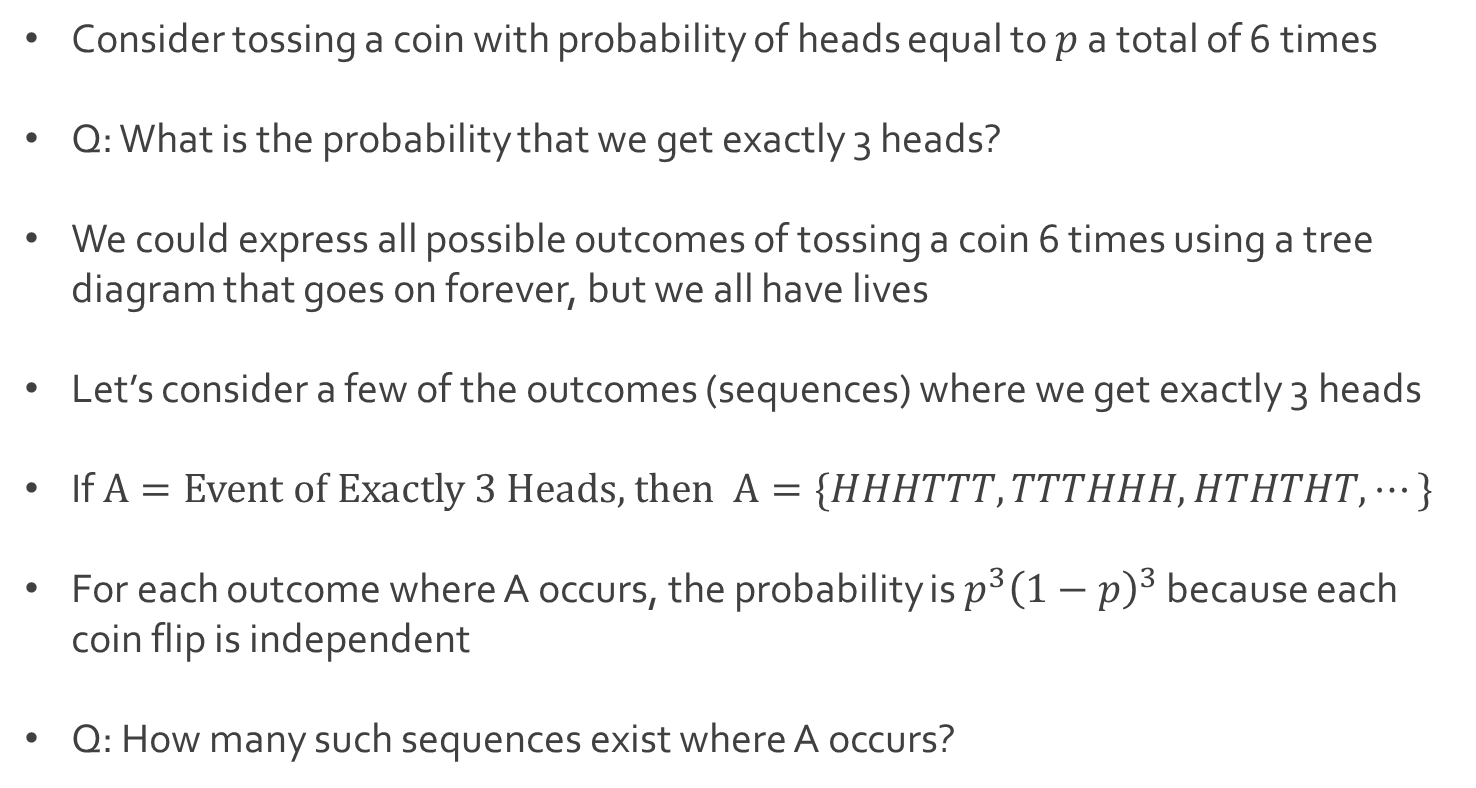 • Consider tossing a coin with probability of heads equal to 𝑝 a total of 6 times
• Q: What is the probability that we get exactly 3 heads?
• We could express all possible outcomes of tossing a coin 6 times using a tree
diagram that goes on forever, but we all have lives
• Let’s consider a few of the outcomes (sequences) where we get exactly 3 heads
• If A = Event of Exactly 3 Heads, then A = {𝐻𝐻𝐻𝑇𝑇𝑇, 𝑇𝑇𝑇𝐻𝐻𝐻, 𝐻𝑇𝐻𝑇𝐻𝑇, ⋯ }
• For each outcome where A occurs, the probability is 𝑝³(1 − 𝑝)³ because each
coin flip is independent
• Q: How many such sequences exist where A occurs?